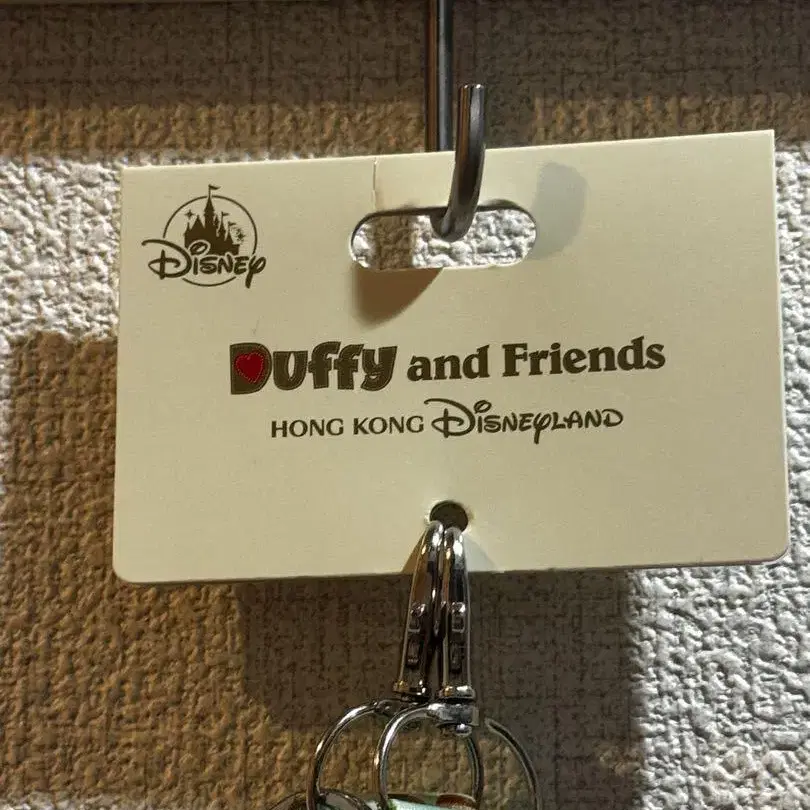 Disney
Duffy and Friends
HONG KONG DISNEYLAND